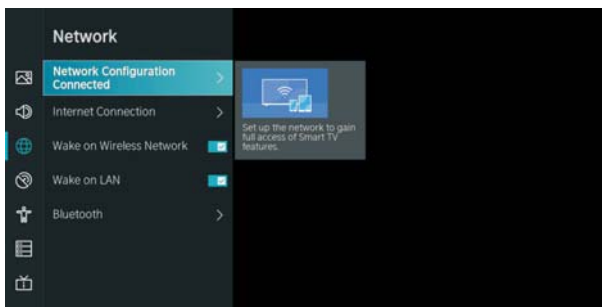 Network
Network Configuration
Connected
Internet Connection
Wake on Wireless Network
Wake on LAN
Bluetooth
Set up the network to gain
full access of Smart TV
features.